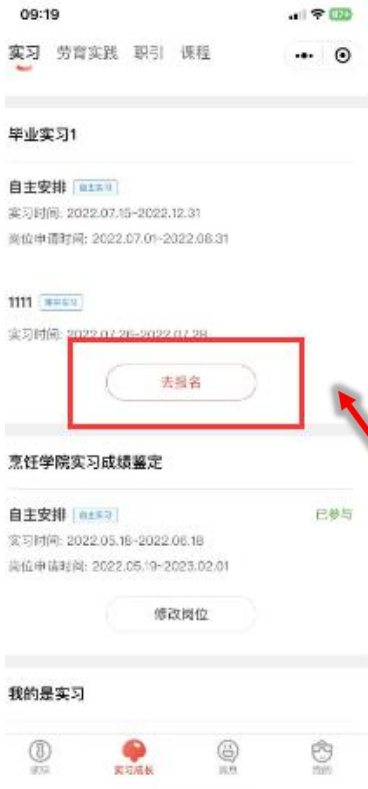 09:19
87
实习 劳育实践 职引 课程
毕业实习1
自主安排 自主实习
实习时间: 2022.07.15-2022.12.31
岗位申请时间: 2022.07.01-2022.08.31
1111 集中实习
实习时间: 2022.07.26-2022.07.28
去报名
烹饪学院实习成绩鉴定
自主安排 自主实习 已参与
实习时间: 2022.05.18-2022.06.18
岗位申请时间: 2022.05.19-2023.02.01
修改岗位
我的是实习
实习成长 消息 我的